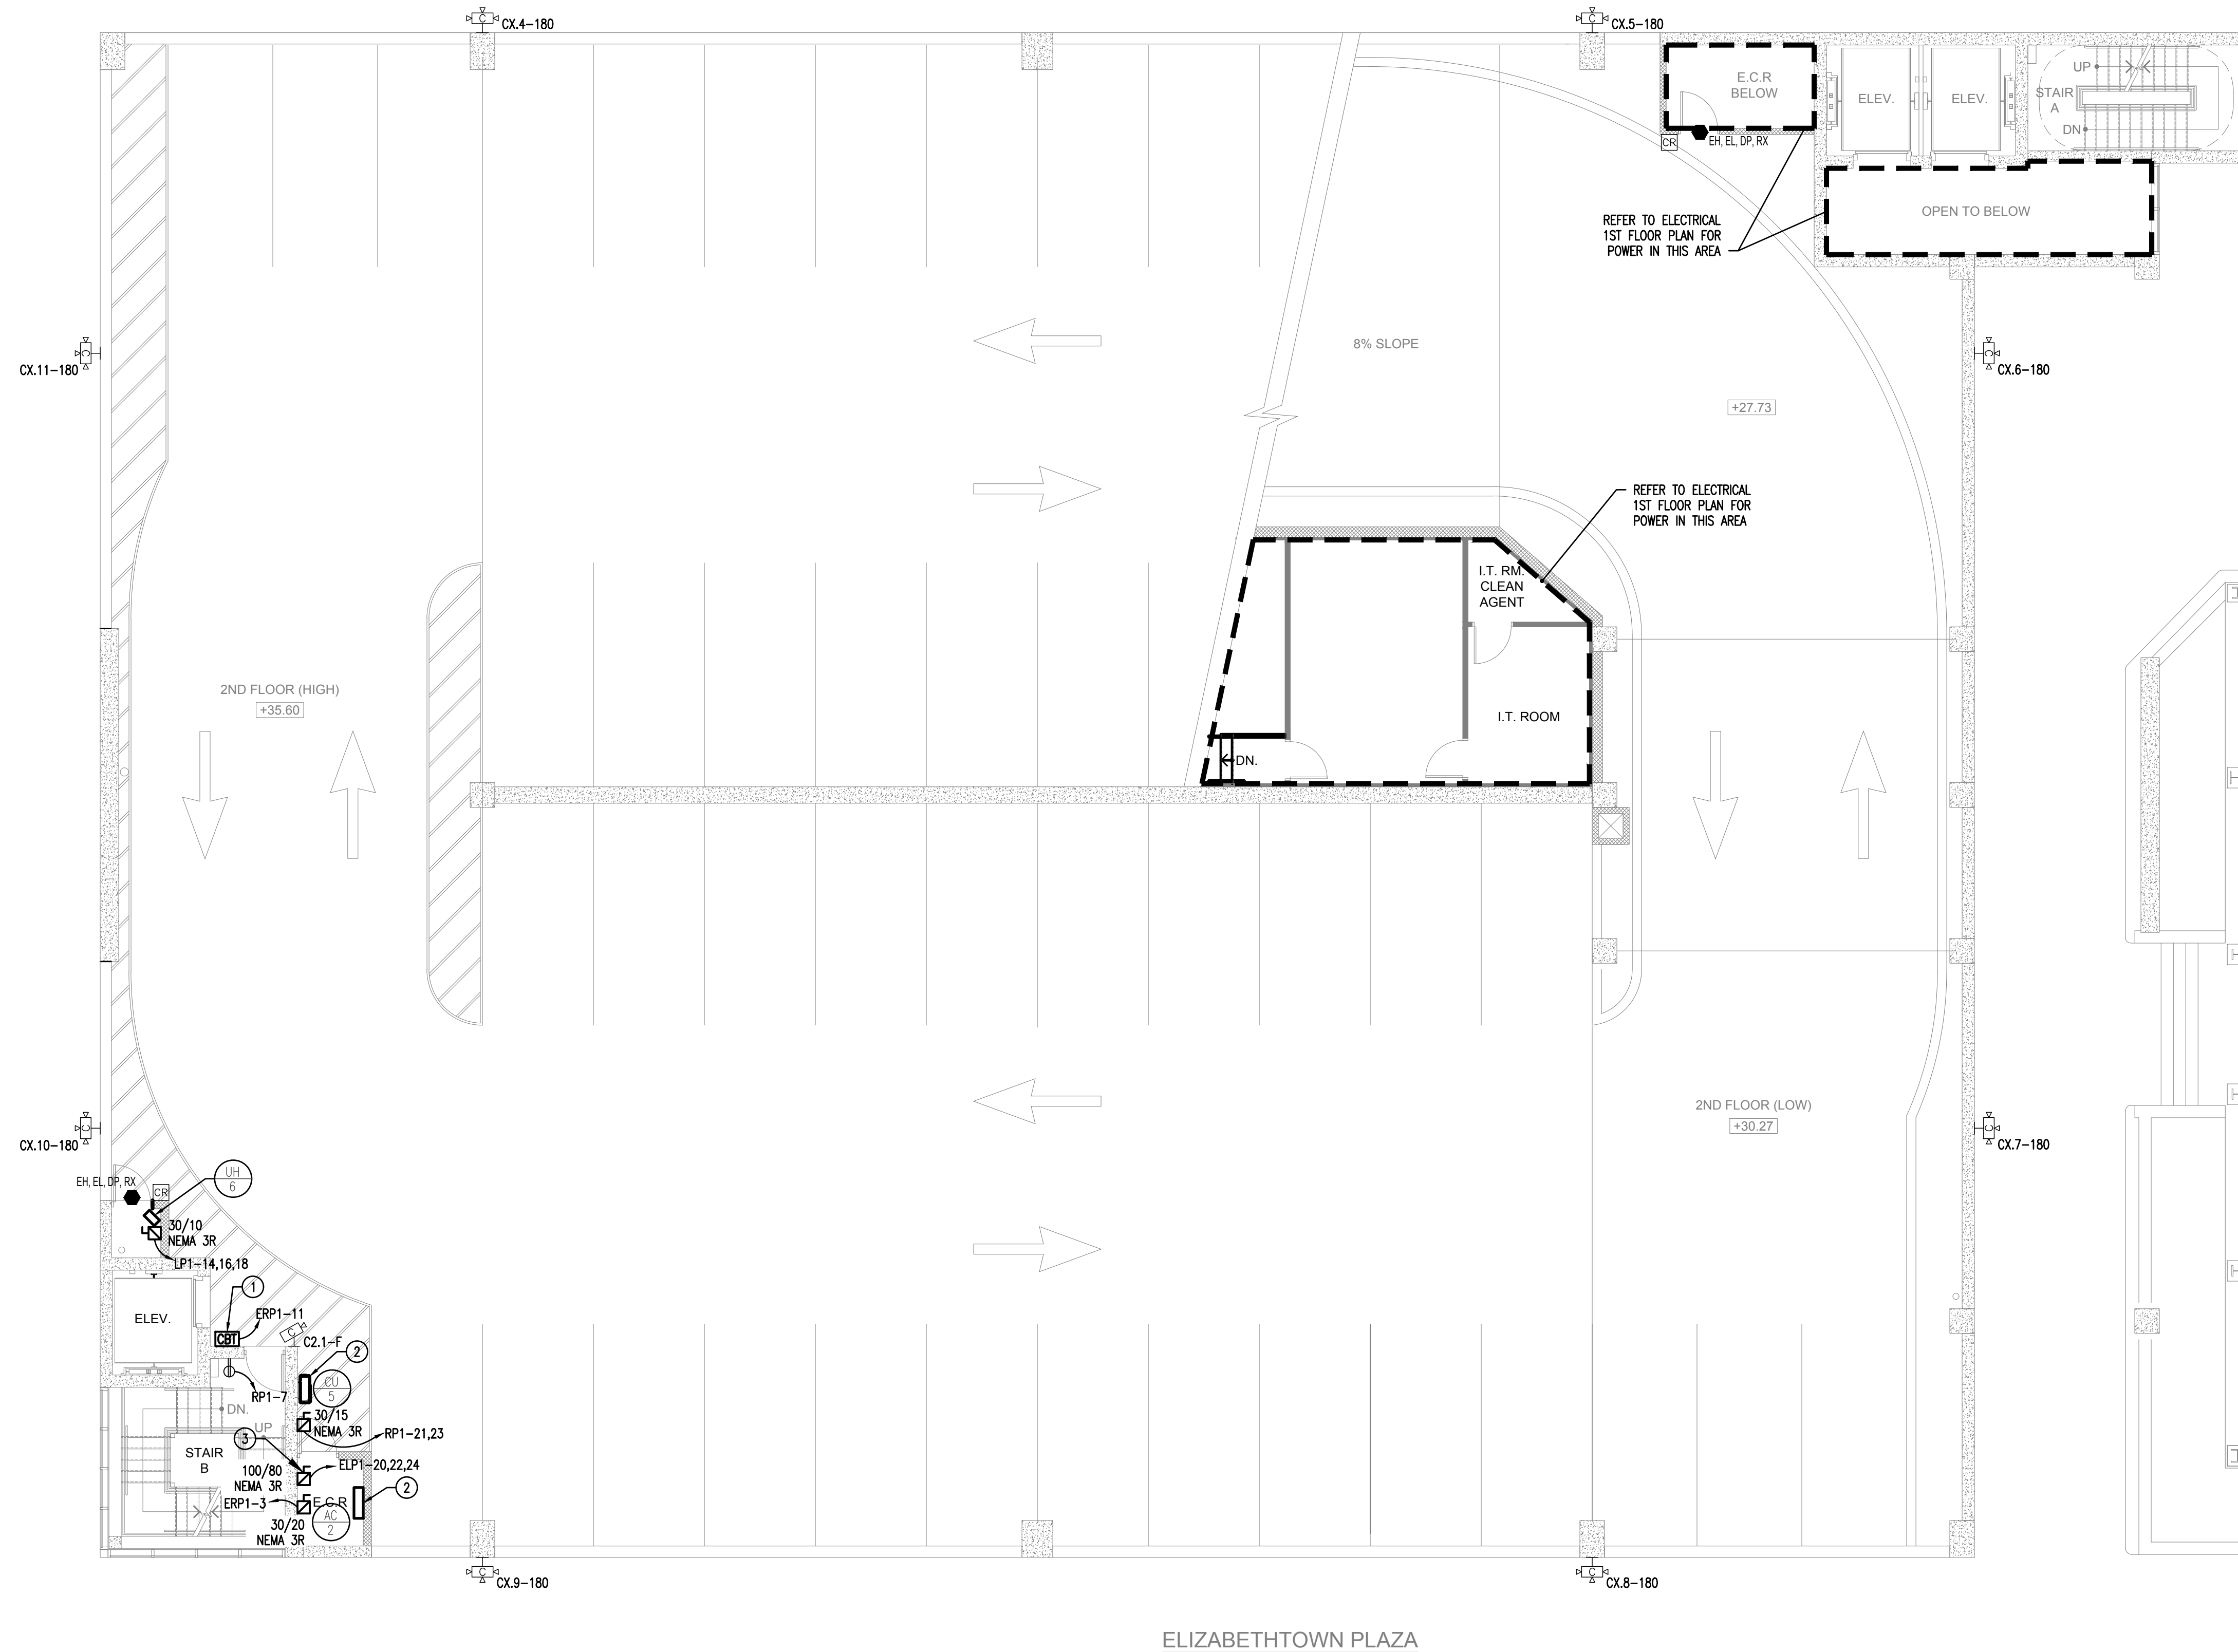 C
CX.4-180
C
CX.5-180
E.C.R
BELOW
ELEV.
ELEV.
UP
STAIR
A
DN
CR
EH, EL, DP, RX
OPEN TO BELOW
REFER TO ELECTRICAL
1ST FLOOR PLAN FOR
POWER IN THIS AREA
C
CX.11-180
8% SLOPE
C
CX.6-180
+27.73
REFER TO ELECTRICAL
1ST FLOOR PLAN FOR
POWER IN THIS AREA
I.T. RM.
CLEAN
AGENT
2ND FLOOR (HIGH)
+35.60
I.T. ROOM
DN.
2ND FLOOR (LOW)
+30.27
C
CX.10-180
C
CX.7-180
EH, EL, DP, RX
CR
UH
6
30/10
NEMA 3R
LP1-14,16,18
1
ELEV.
ERP1-11
CBT
C
C2.1-F
2
CU
5
RP1-7
DN.
30/15
NEMA 3R
RP1-21,23
UP
3
STAIR
B
ELP1-20,22,24
100/80
NEMA 3R
2
ERP1-3
E.C.R
AC
2
30/20
NEMA 3R
C
CX.9-180
C
CX.8-180
ELIZABETHTOWN PLAZA